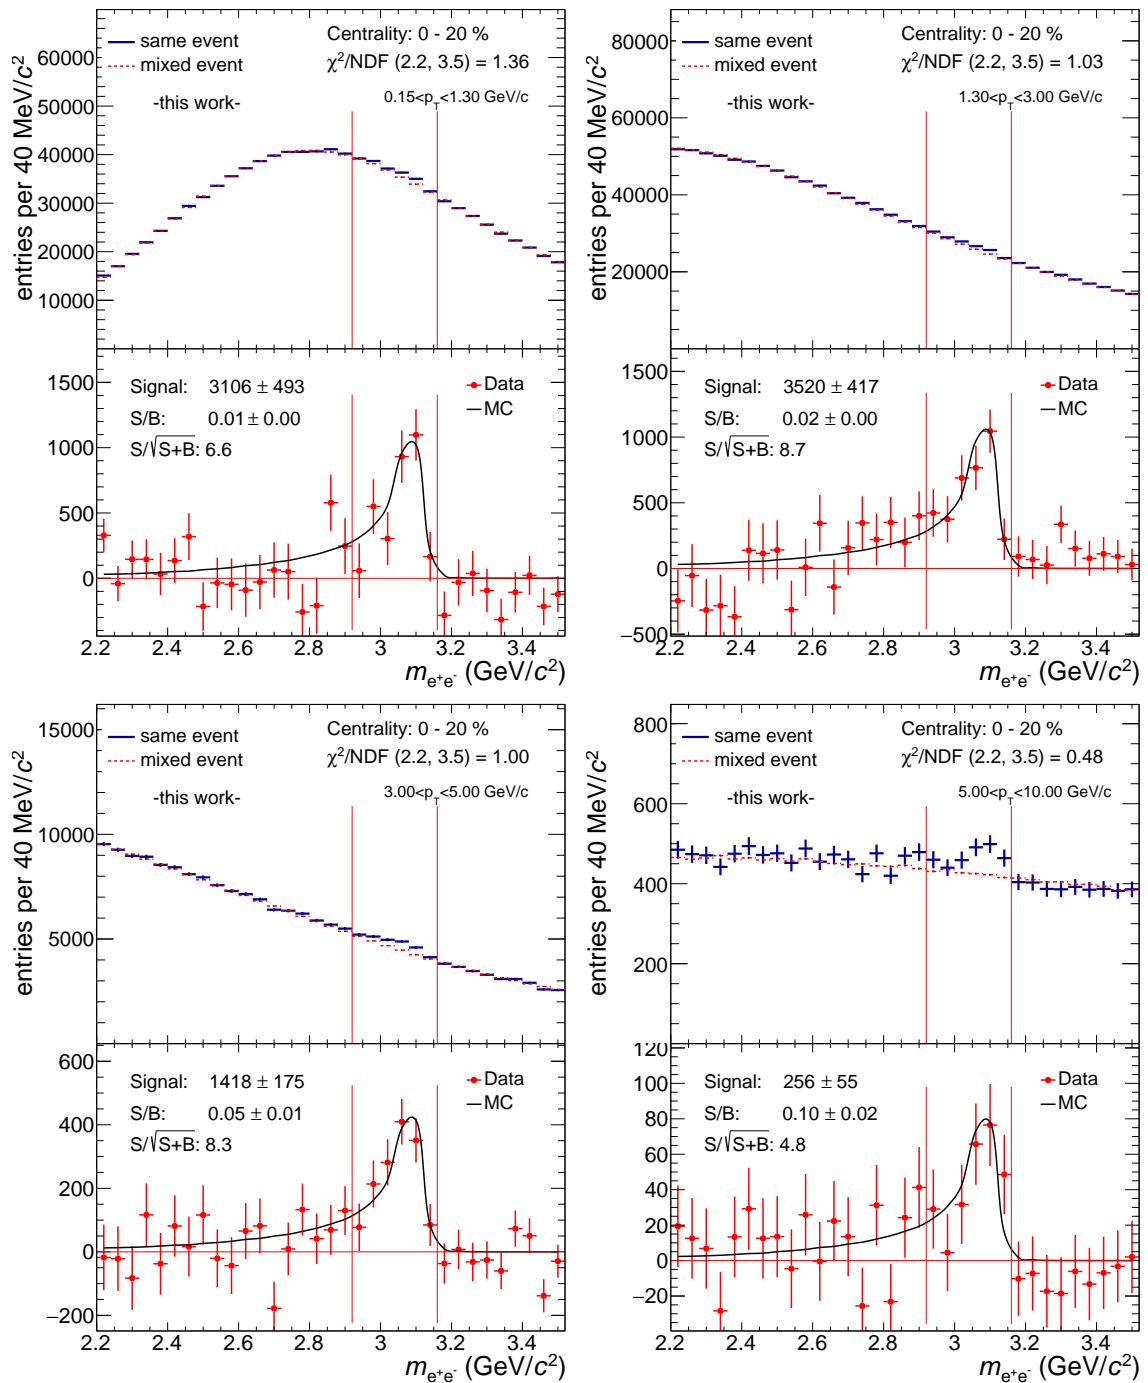 same event
mixed event
-this work-
Centrality: 0 - 20 %
χ²/NDF (2.2, 3.5) = 1.36
0.15<p_T<1.30 GeV/c
entries per 40 MeV/c²
60000
50000
40000
30000
20000
10000
Signal: 3106 ± 493
S/B: 0.01 ± 0.00
S/√S+B: 6.6
Data
MC
1500
1000
500
0
2.2 2.4 2.6 2.8 3 3.2 3.4
m_e⁺e⁻ (GeV/c²)
same event
mixed event
-this work-
Centrality: 0 - 20 %
χ²/NDF (2.2, 3.5) = 1.03
1.30<p_T<3.00 GeV/c
entries per 40 MeV/c²
80000
60000
40000
20000
Signal: 3520 ± 417
S/B: 0.02 ± 0.00
S/√S+B: 8.7
Data
MC
1500
1000
500
0
−500
2.2 2.4 2.6 2.8 3 3.2 3.4
m_e⁺e⁻ (GeV/c²)
same event
mixed event
-this work-
Centrality: 0 - 20 %
χ²/NDF (2.2, 3.5) = 1.00
3.00<p_T<5.00 GeV/c
entries per 40 MeV/c²
15000
10000
5000
Signal: 1418 ± 175
S/B: 0.05 ± 0.01
S/√S+B: 8.3
Data
MC
600
400
200
0
−200
2.2 2.4 2.6 2.8 3 3.2 3.4
m_e⁺e⁻ (GeV/c²)
same event
mixed event
-this work-
Centrality: 0 - 20 %
χ²/NDF (2.2, 3.5) = 0.48
5.00<p_T<10.00 GeV/c
entries per 40 MeV/c²
800
600
400
200
Signal: 256 ± 55
S/B: 0.10 ± 0.02
S/√S+B: 4.8
Data
MC
120
100
80
60
40
20
0
−20
2.2 2.4 2.6 2.8 3 3.2 3.4
m_e⁺e⁻ (GeV/c²)